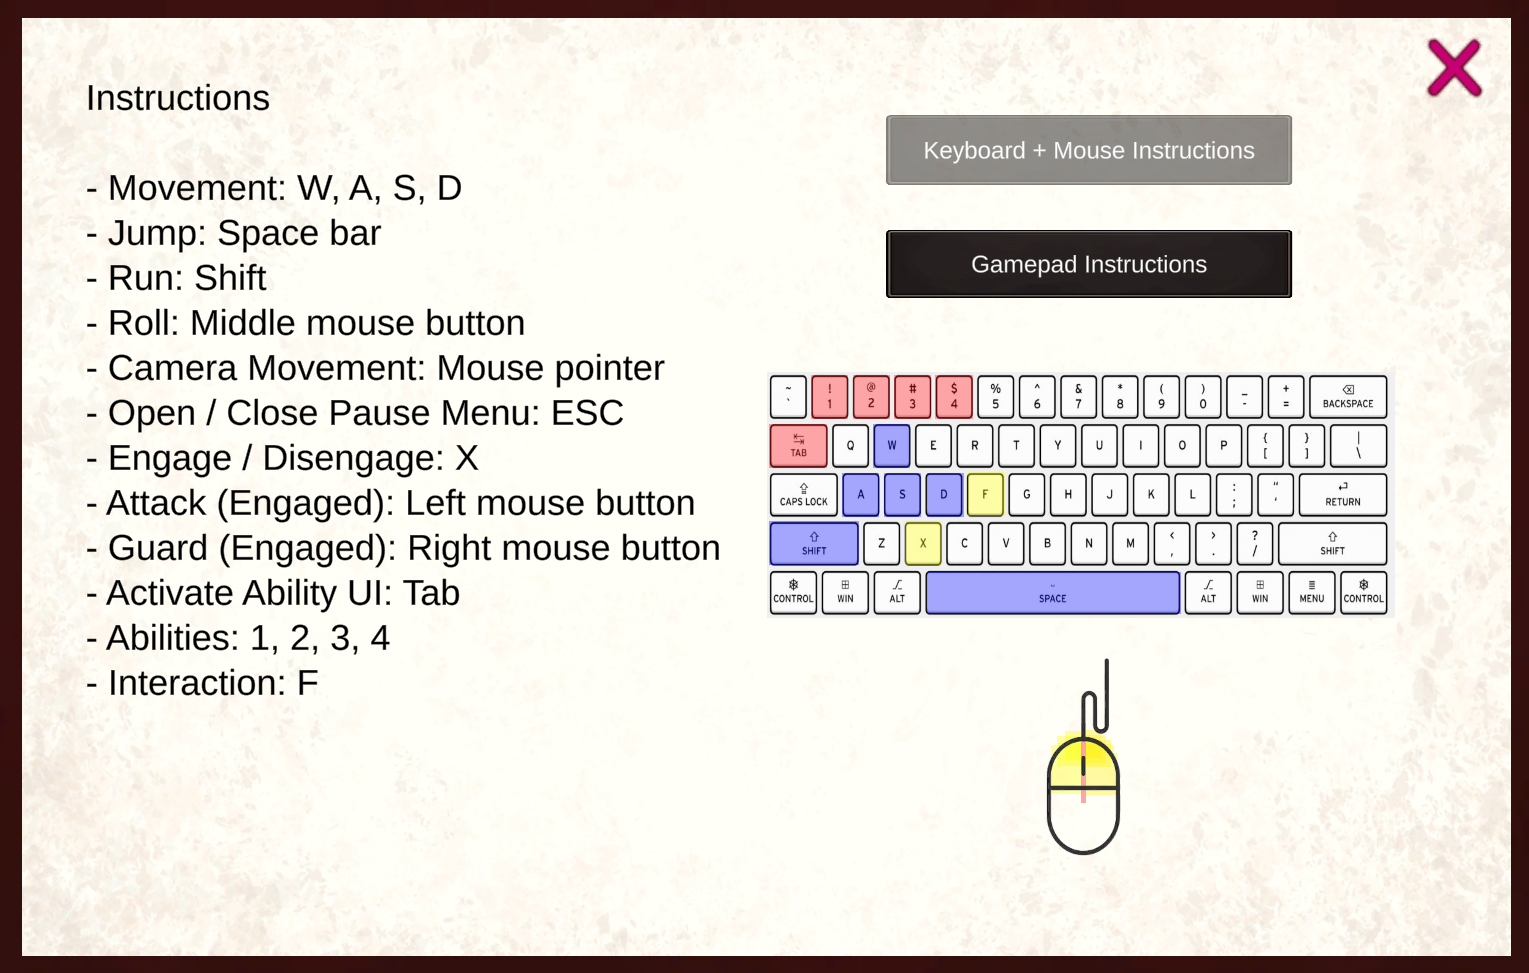 Instructions
- Movement: W, A, S, D
- Jump: Space bar
- Run: Shift
- Roll: Middle mouse button
- Camera Movement: Mouse pointer
- Open / Close Pause Menu: ESC
- Engage / Disengage: X
- Attack (Engaged): Left mouse button
- Guard (Engaged): Right mouse button
- Activate Ability UI: Tab
- Abilities: 1, 2, 3, 4
- Interaction: F
Keyboard + Mouse Instructions
Gamepad Instructions
~ ! @ # $ % ^ & * ( ) _ +
` 1 2 3 4 5 6 7 8 9 0 - = BACKSPACE
TAB Q W E R T Y U I O P { [ } ] | \
CAPS LOCK A S D F G H J K L : ; " ' RETURN
SHIFT Z X C V B N M < , > . ? / SHIFT
CONTROL WIN ALT SPACE ALT WIN MENU CONTROL